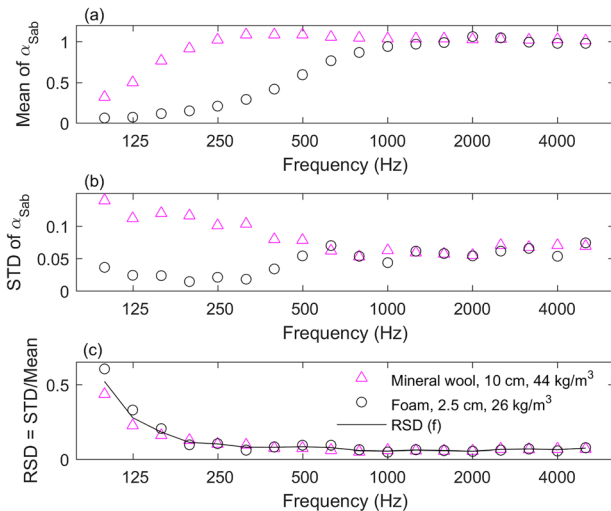 (a)
Mean of α_Sab
1
0.5
0
125 250 500 1000 2000 4000
Frequency (Hz)
(b)
STD of α_Sab
0.1
0.05
0
125 250 500 1000 2000 4000
Frequency (Hz)
(c)
RSD = STD/Mean
0.5
0
Mineral wool, 10 cm, 44 kg/m³
Foam, 2.5 cm, 26 kg/m³
RSD (f)
125 250 500 1000 2000 4000
Frequency (Hz)